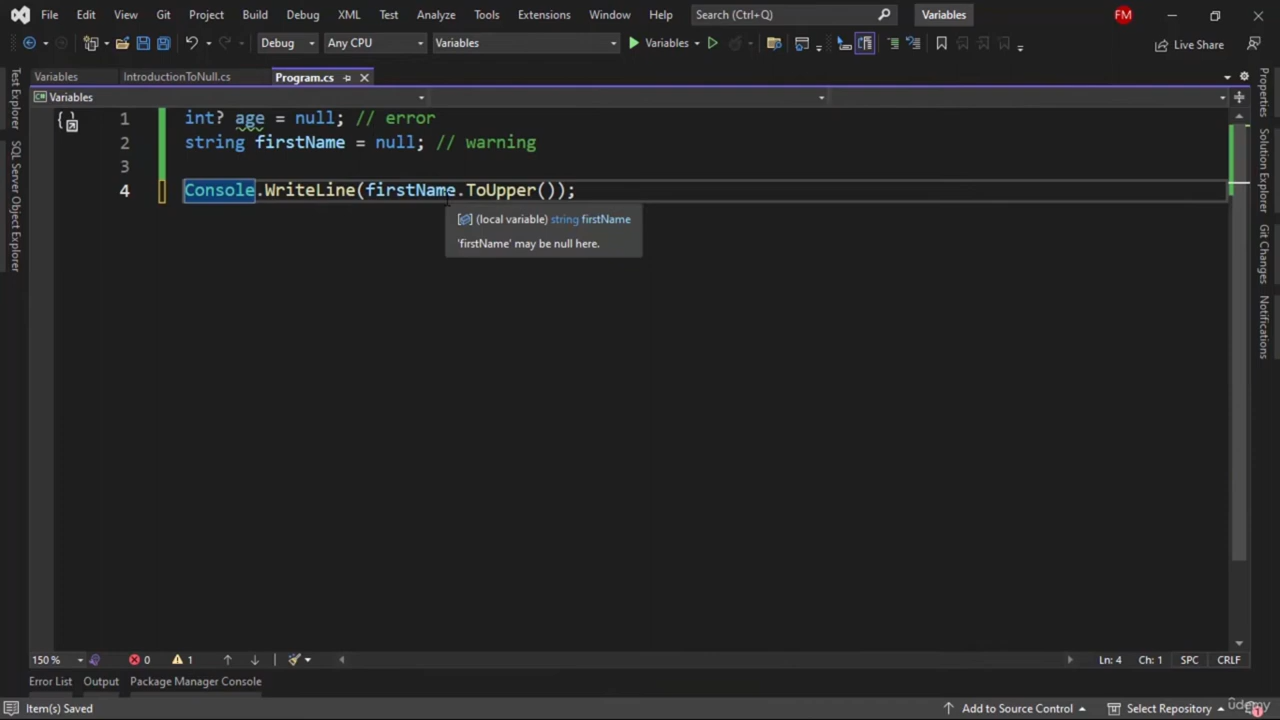 File Edit View Git Project Build Debug XML Test Analyze Tools Extensions Window Help Search (Ctrl+Q) Variables FM
Debug Any CPU Variables Variables Live Share
Variables IntroductionToNull.cs Program.cs
Variables
1 int? age = null; // error
2 string firstName = null; // warning
3
4 Console.WriteLine(firstName.ToUpper());
(local variable) string firstName
'firstName' may be null here.
Test Explorer
SQL Server Object Explorer
Properties
Solution Explorer
Git Changes
Notifications
150 % 0 1 Ln: 4 Ch: 1 SPC CRLF
Error List Output Package Manager Console
Item(s) Saved Add to Source Control Select Repository 1
udemy